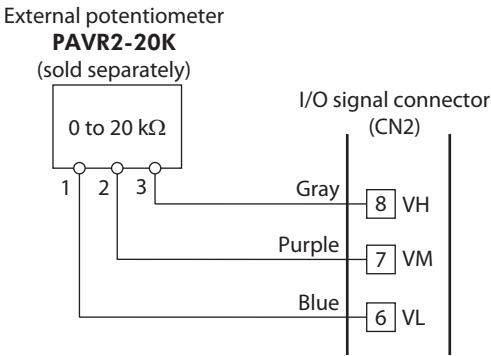 External potentiometer
PAVR2-20K
(sold separately)
0 to 20 kΩ
1 2 3
I/O signal connector
(CN2)
Gray 8 VH
Purple 7 VM
Blue 6 VL